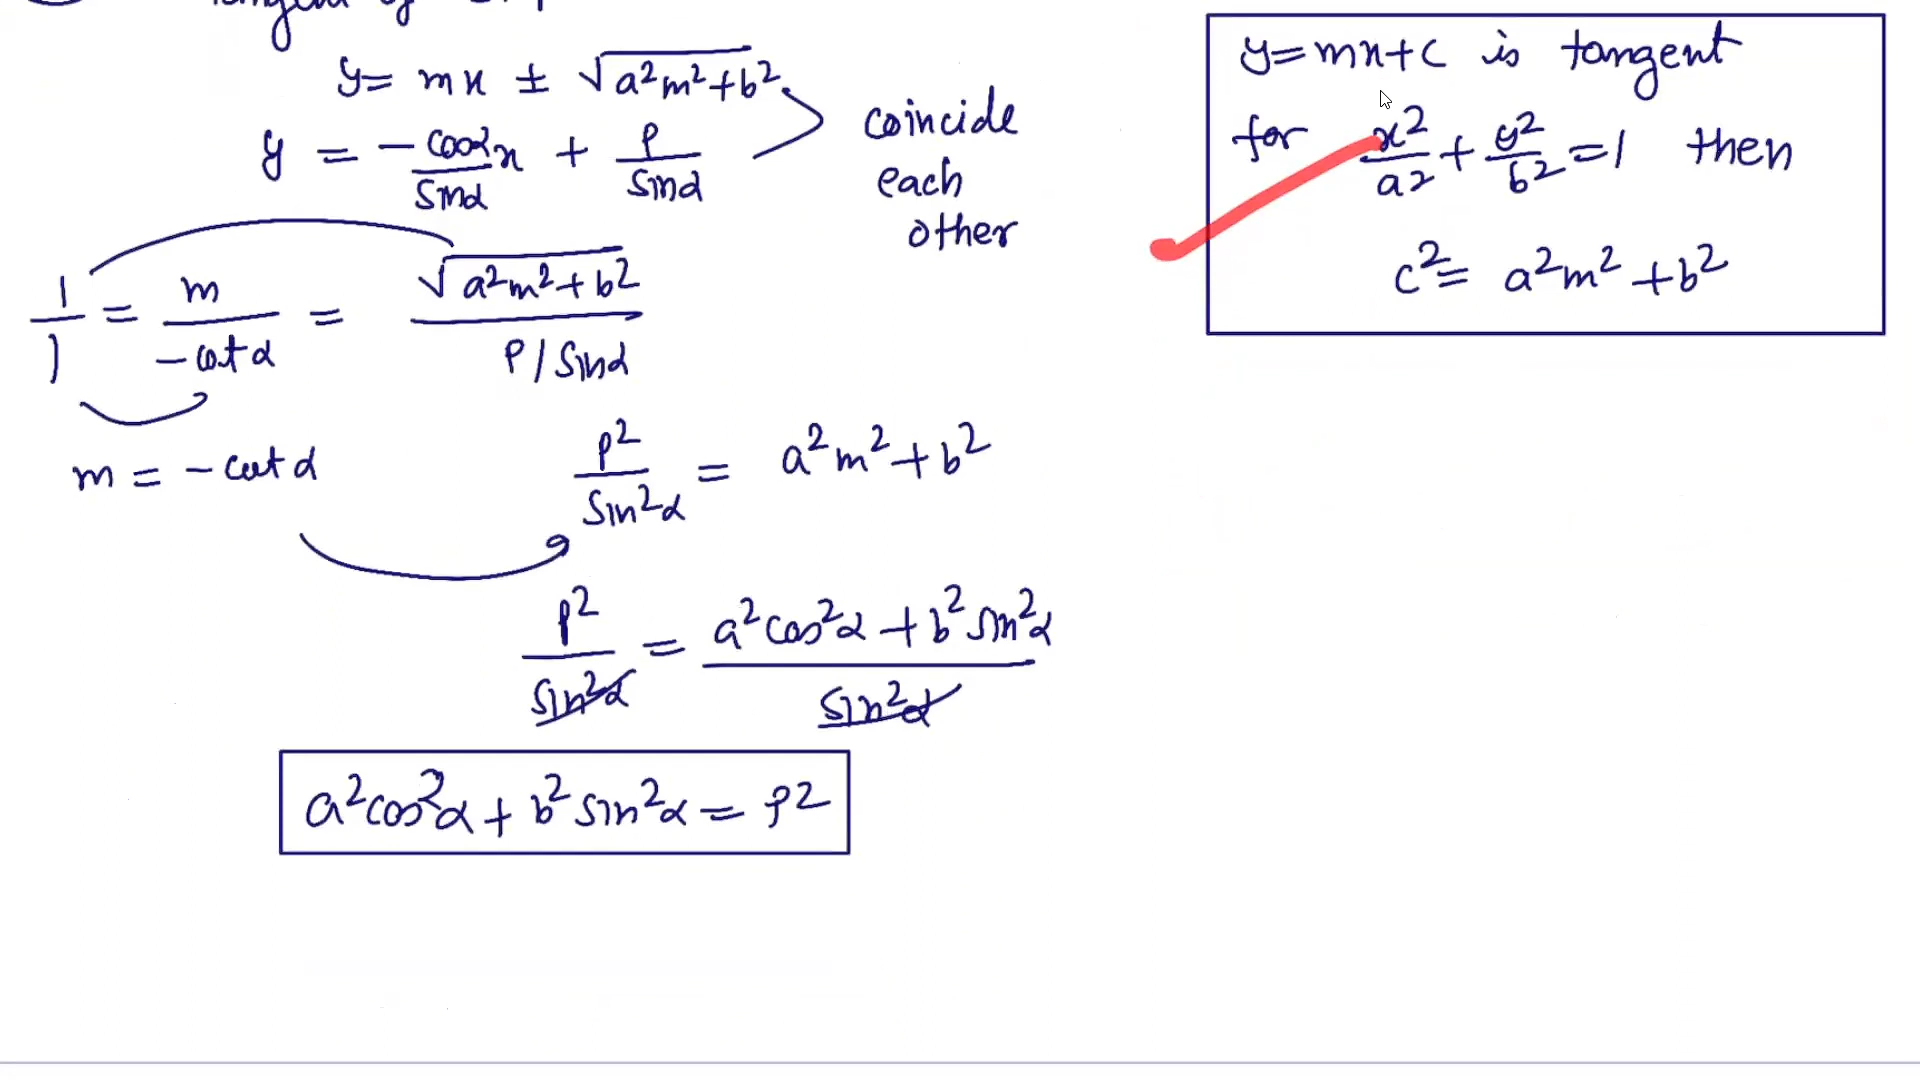 y = mx ± √a²m²+b²
y = -cosα/sinα x + p/sinα
coincide
each
other
1/1 = m/-cotα = √a²m²+b² / P/sinα
m = -cotα
p²/sin²α = a²m²+b²
p²/sin²α = a²cos²α + b²sin²α / sin²α
a²cos²α + b²sin²α = p²
y=mx+c is tangent
for x²/a² + y²/b² = 1 then
c² = a²m² + b²